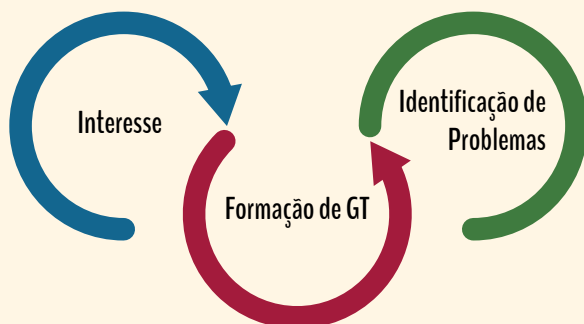 Interesse
Formação de GT
Identificação de
Problemas